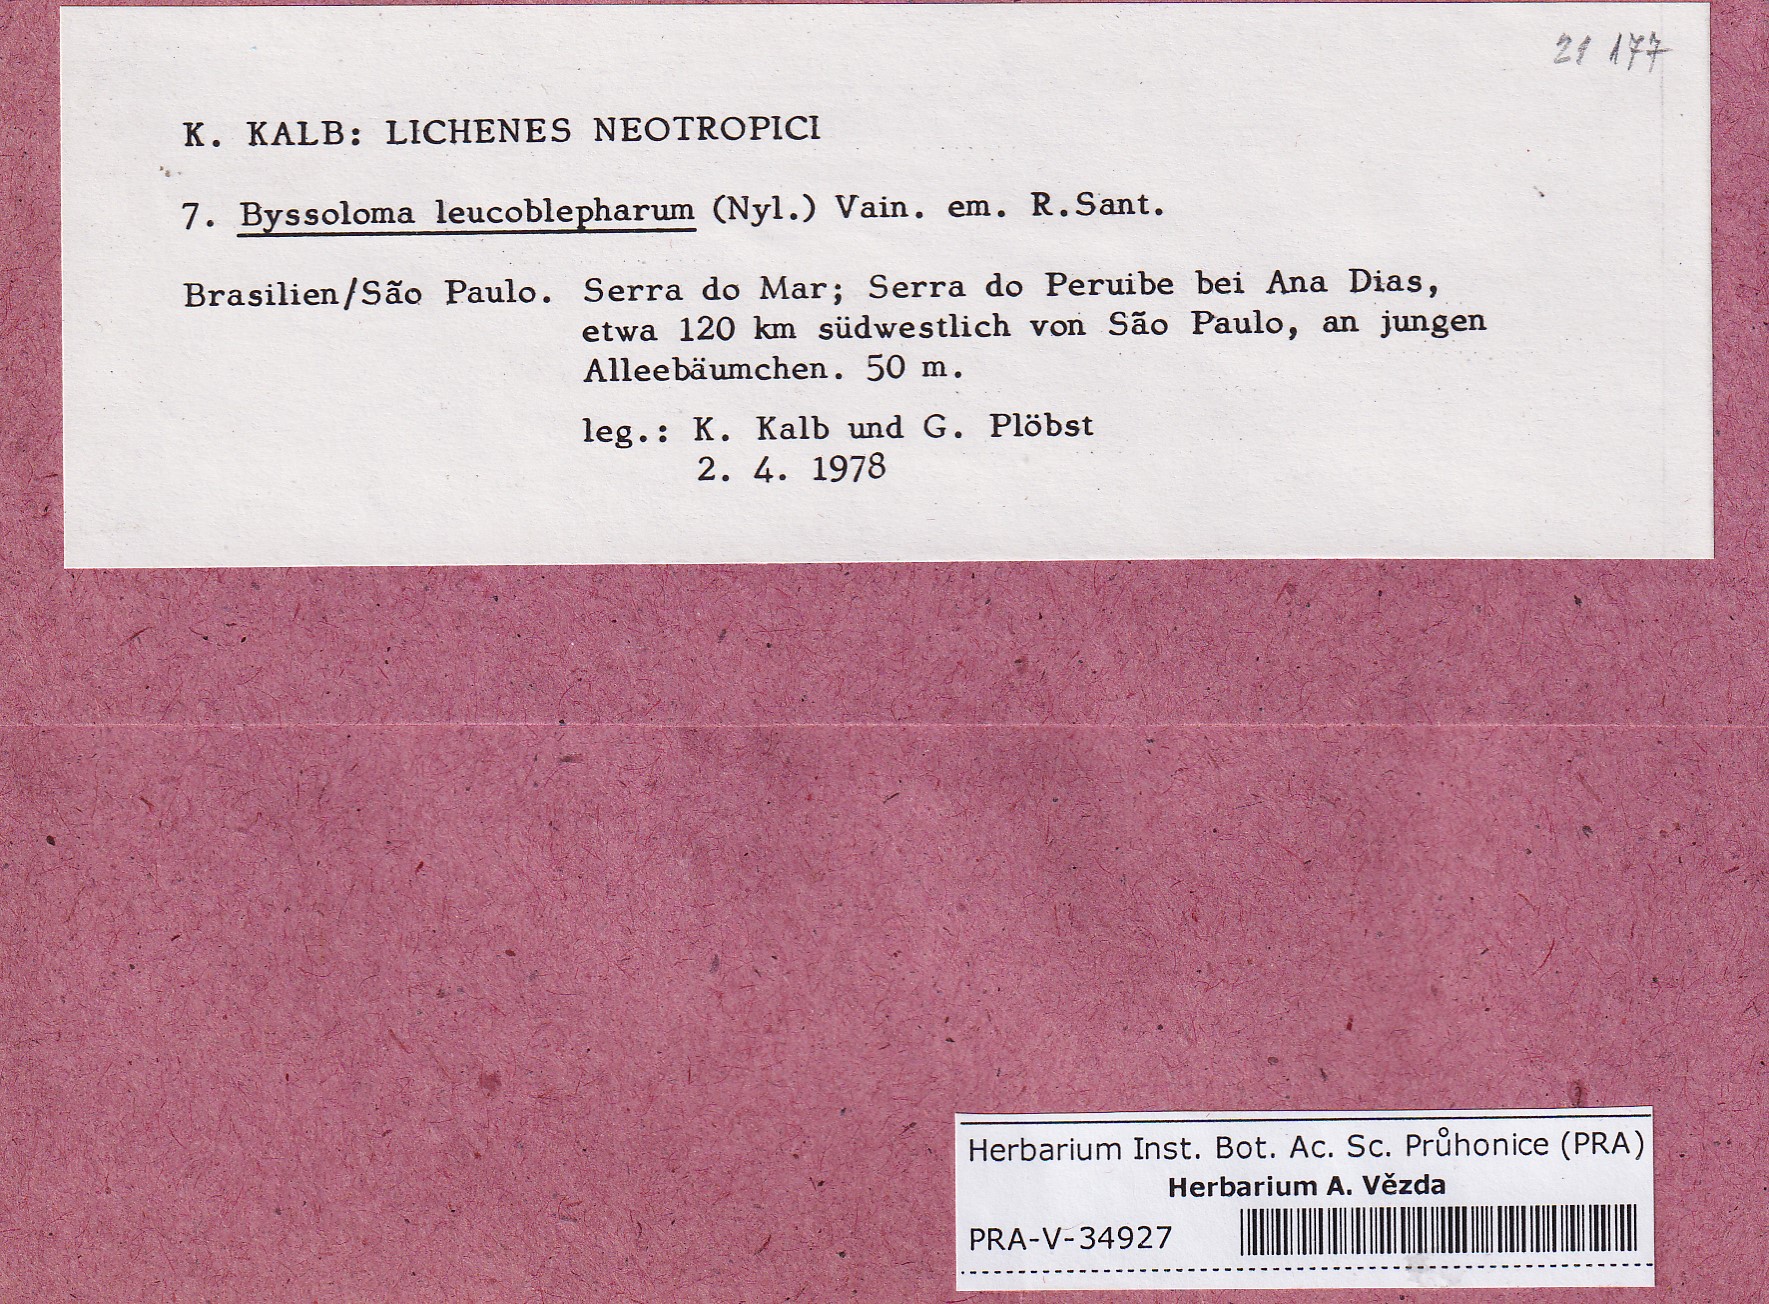 21 177
K. KALB: LICHENES NEOTROPICI
7. Byssoloma leucoblepharum (Nyl.) Vain. em. R.Sant.
Brasilien/São Paulo. Serra do Mar; Serra do Peruibe bei Ana Dias,
etwa 120 km südwestlich von São Paulo, an jungen
Alleebäumchen. 50 m.
leg.: K. Kalb und G. Plöbst
2. 4. 1978
Herbarium Inst. Bot. Ac. Sc. Průhonice (PRA)
Herbarium A. Vězda
PRA-V-34927